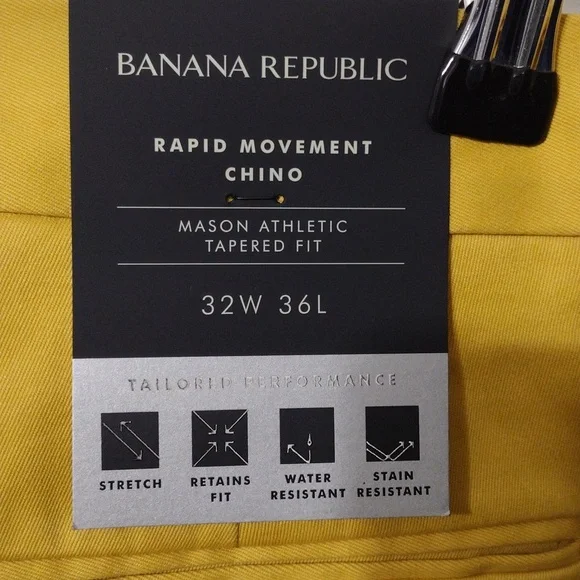 BANANA REPUBLIC
RAPID MOVEMENT
CHINO
MASON ATHLETIC
TAPERED FIT
32W 36L
TAILORED PERFORMANCE
STRETCH
RETAINS
FIT
WATER
RESISTANT
STAIN
RESISTANT